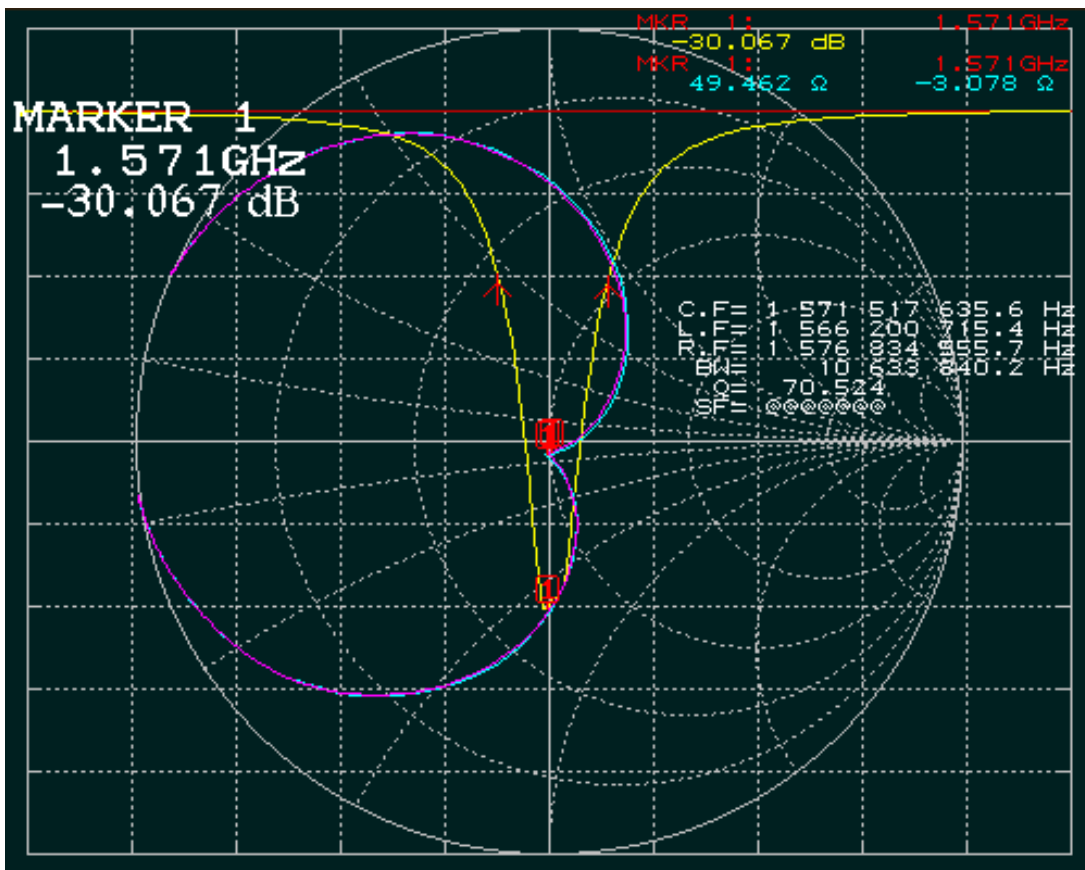 MKR 1: 1.571GHz
-30.067 dB
MKR 1: 1.571GHz
49.462 Ω -3.078 Ω
MARKER 1
1.571GHz
-30.067 dB
C.F= 1 571 517 635.6 Hz
L.F= 1 566 200 715.4 Hz
R.F= 1 576 834 555.7 Hz
BW= 10 633 840.2 Hz
Q= 70.524
SF= @@@@@@@
1
1